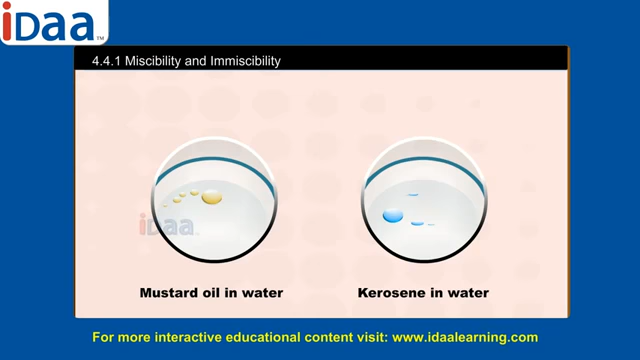 iDaa™
4.4.1 Miscibility and Immiscibility
iDaa
Mustard oil in water
Kerosene in water
For more interactive educational content visit: www.idaalearning.com